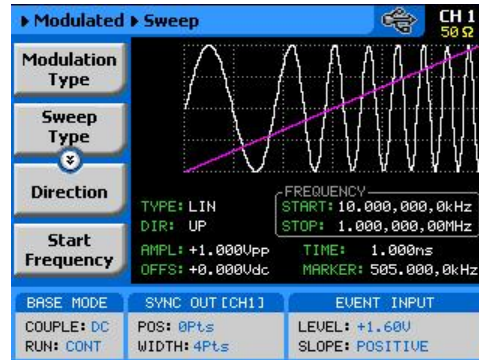 Modulated Sweep
CH 1
50 Ω
Modulation
Type
Sweep
Type
Direction
Start
Frequency
TYPE: LIN
DIR: UP
AMPL: +1.000Vpp
OFFS: +0.000Vdc
FREQUENCY
START: 10.000,000,0kHz
STOP: 1.000,000,00MHz
TIME: 1.000ms
MARKER: 505.000,0kHz
BASE MODE
COUPLE: DC
RUN: CONT
SYNC OUT [CH1]
POS: 0Pts
WIDTH: 4Pts
EVENT INPUT
LEVEL: +1.60V
SLOPE: POSITIVE